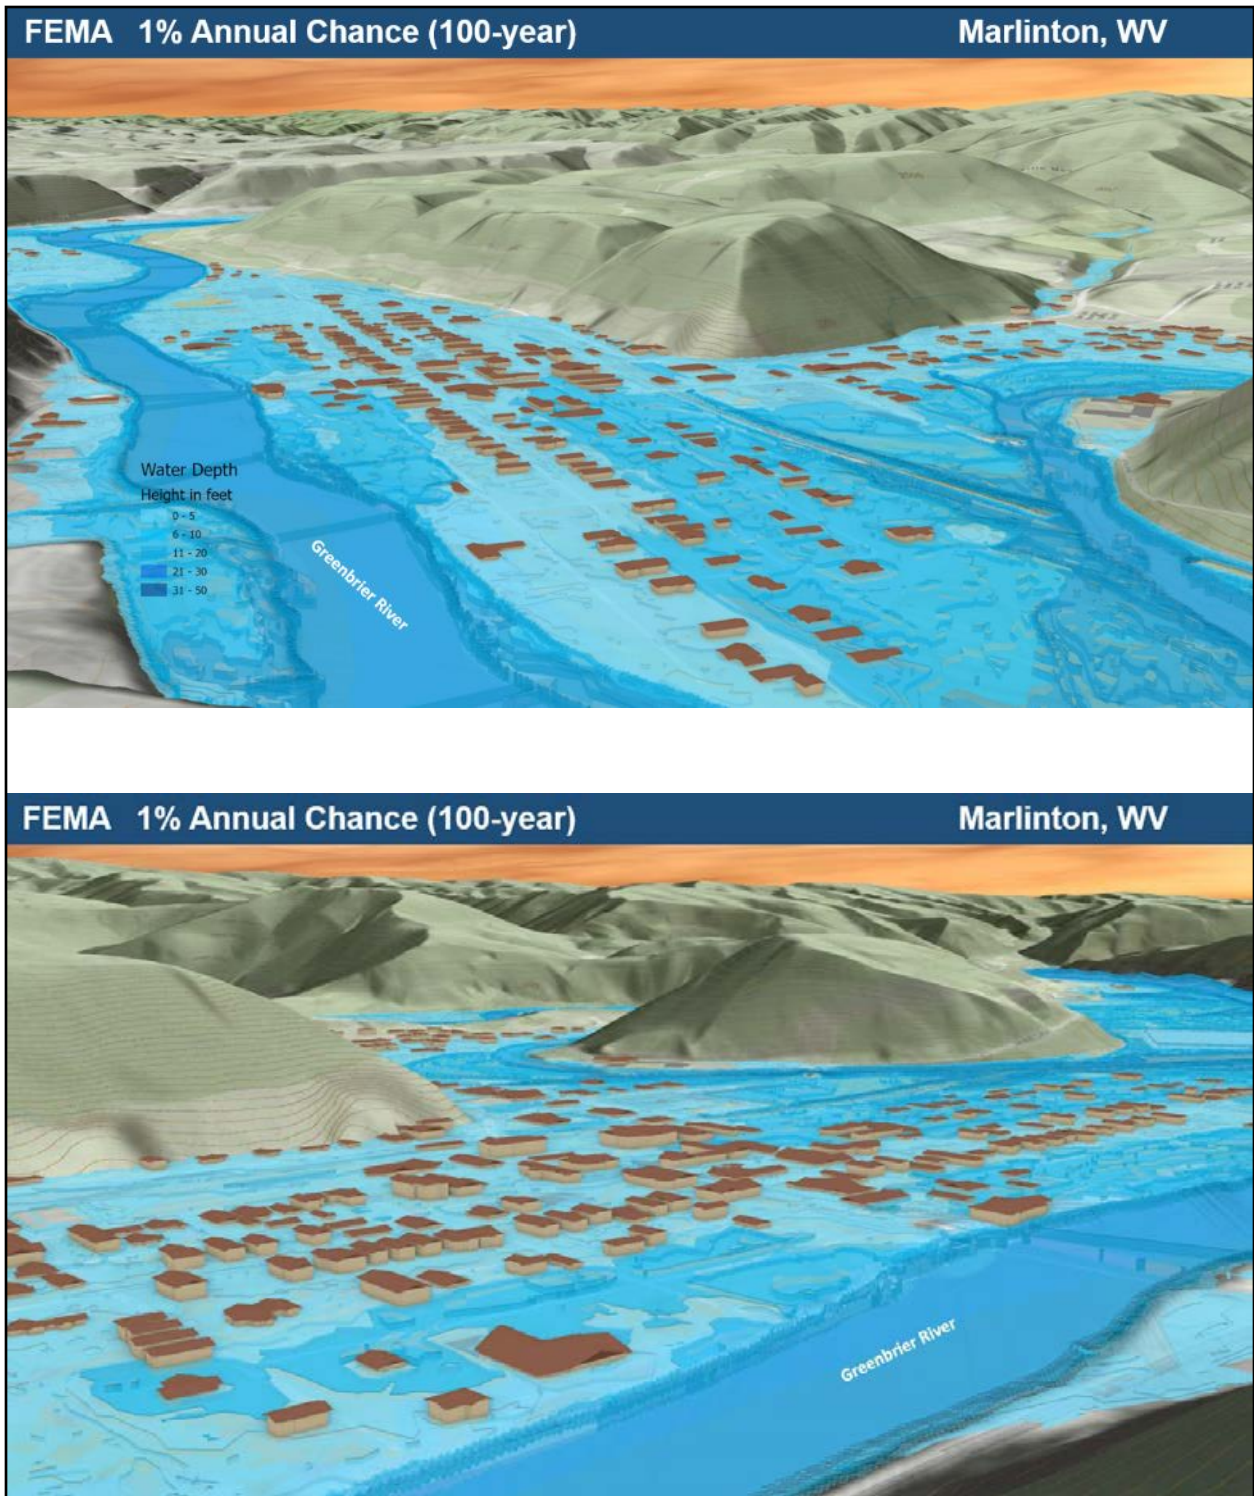 FEMA 1% Annual Chance (100-year) Marlinton, WV
Water Depth
Height in feet
0 - 5
6 - 10
11 - 20
21 - 30
31 - 50
Greenbrier River
FEMA 1% Annual Chance (100-year) Marlinton, WV
Greenbrier River